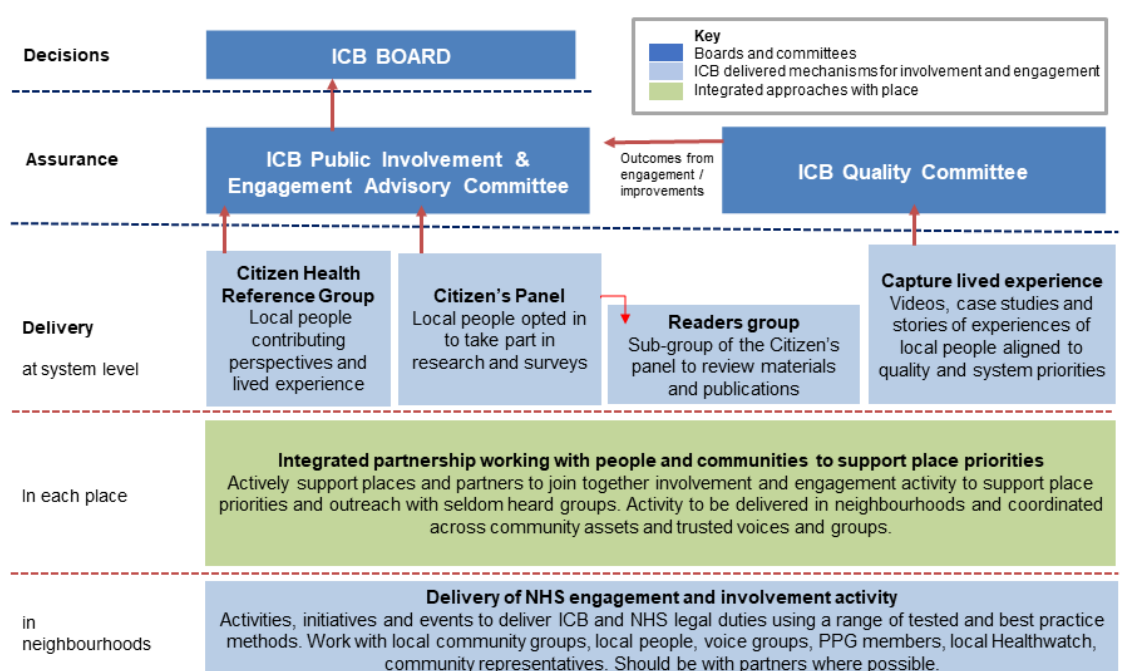 Decisions
ICB BOARD
Key
Boards and committees
ICB delivered mechanisms for involvement and engagement
Integrated approaches with place
Assurance
ICB Public Involvement &
Engagement Advisory Committee
Outcomes from
engagement /
improvements
ICB Quality Committee
Delivery
at system level
Citizen Health
Reference Group
Local people
contributing
perspectives and
lived experience
Citizen's Panel
Local people opted in
to take part in
research and surveys
Readers group
Sub-group of the Citizen's
panel to review materials
and publications
Capture lived experience
Videos, case studies and
stories of experiences of
local people aligned to
quality and system priorities
In each place
Integrated partnership working with people and communities to support place priorities
Actively support places and partners to join together involvement and engagement activity to support place
priorities and outreach with seldom heard groups. Activity to be delivered in neighbourhoods and coordinated
across community assets and trusted voices and groups.
in
neighbourhoods
Delivery of NHS engagement and involvement activity
Activities, initiatives and events to deliver ICB and NHS legal duties using a range of tested and best practice
methods. Work with local community groups, local people, voice groups, PPG members, local Healthwatch,
community representatives. Should be with partners where possible.